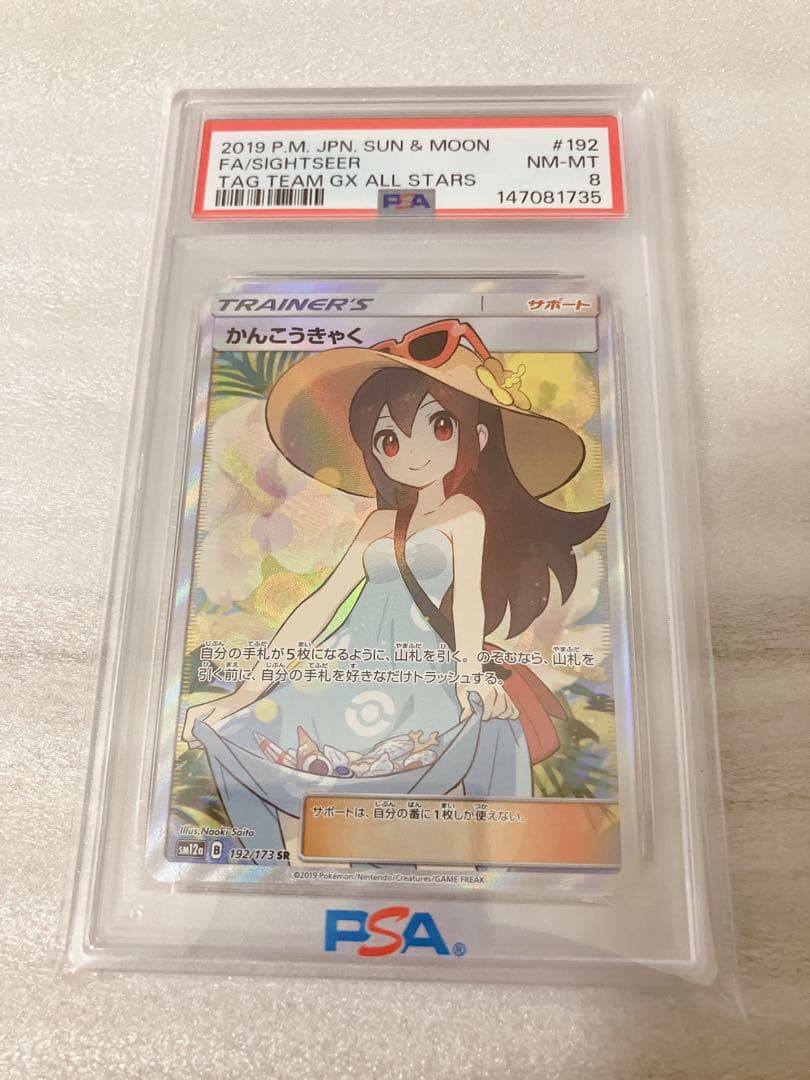 2019 P.M. JPN. SUN & MOON #192
FA/SIGHTSEER NM-MT
TAG TEAM GX ALL STARS 8
PSA 147081735
TRAINER'S サポート
かんこうきゃく
自分の手札が5枚になるように、山札を引く。のぞむなら、山札を
引く前に、自分の手札を好きなだけトラッシュする。
サポートは、自分の番に1枚しか使えない。
Illus. Naoki Saito
SM12a B 192/173 SR
©2019 Pokémon/Nintendo/Creatures/GAME FREAK
PSA®